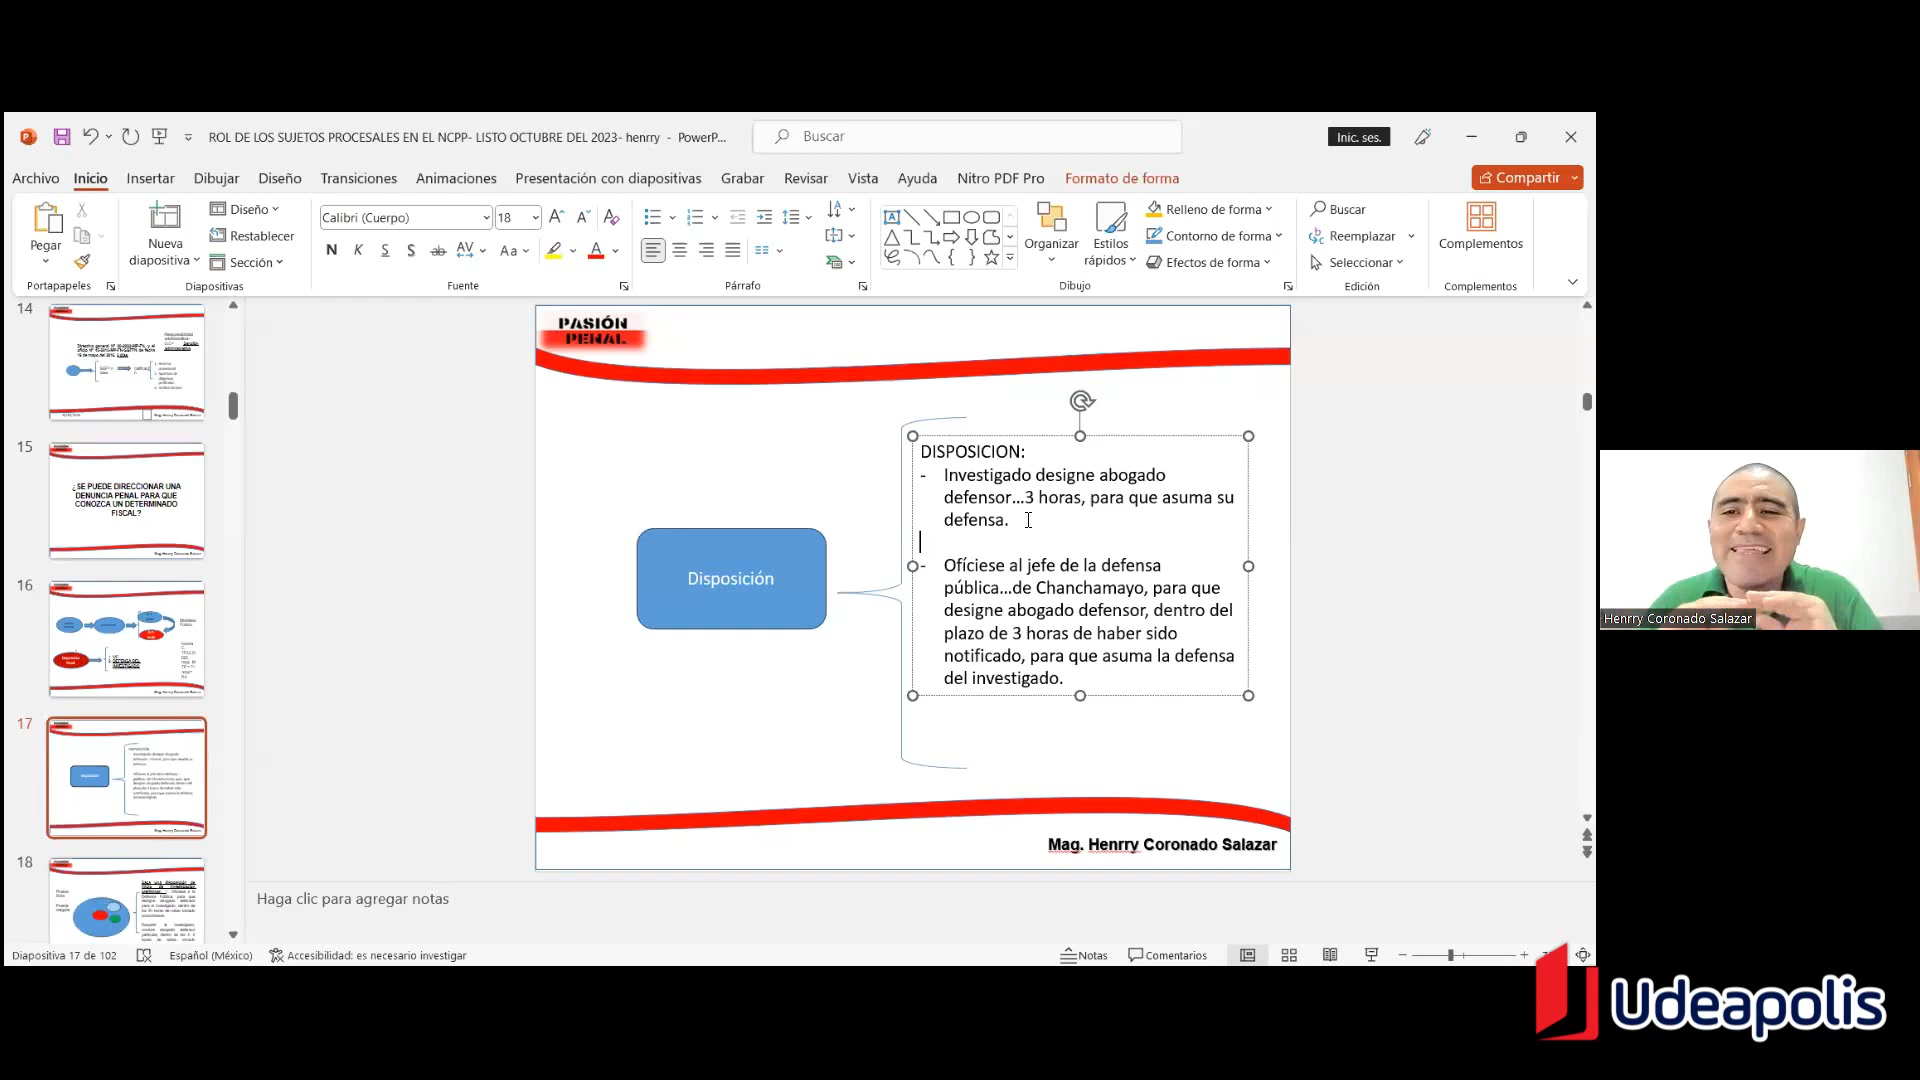 ROL DE LOS SUJETOS PROCESALES EN EL NCPP- LISTO OCTUBRE DEL 2023- henrry - PowerP...
Buscar
Inic. ses.
Archivo Inicio Insertar Dibujar Diseño Transiciones Animaciones Presentación con diapositivas Grabar Revisar Vista Ayuda Nitro PDF Pro Formato de forma
Compartir
Pegar
Nueva diapositiva
Diseño
Restablecer
Sección
Calibri (Cuerpo) 18
N K S S ab AV Aa A
Organizar
Estilos rápidos
Relleno de forma
Contorno de forma
Efectos de forma
Buscar
Reemplazar
Seleccionar
Complementos
Portapapeles Diapositivas Fuente Párrafo Dibujo Edición Complementos
14
15
¿SE PUEDE DIRECCIONAR UNA
DENUNCIA PENAL PARA QUE
CONOZCA UN DETERMINADO
FISCAL?
16
17
18
PASIÓN
PENAL
Disposición
DISPOSICION:
- Investigado designe abogado
defensor...3 horas, para que asuma su
defensa.
- Ofíciese al jefe de la defensa
pública...de Chanchamayo, para que
designe abogado defensor, dentro del
plazo de 3 horas de haber sido
notificado, para que asuma la defensa
del investigado.
Mag. Henrry Coronado Salazar
Haga clic para agregar notas
Diapositiva 17 de 102 Español (México) Accesibilidad: es necesario investigar Notas Comentarios
Henrry Coronado Salazar
Udeapolis